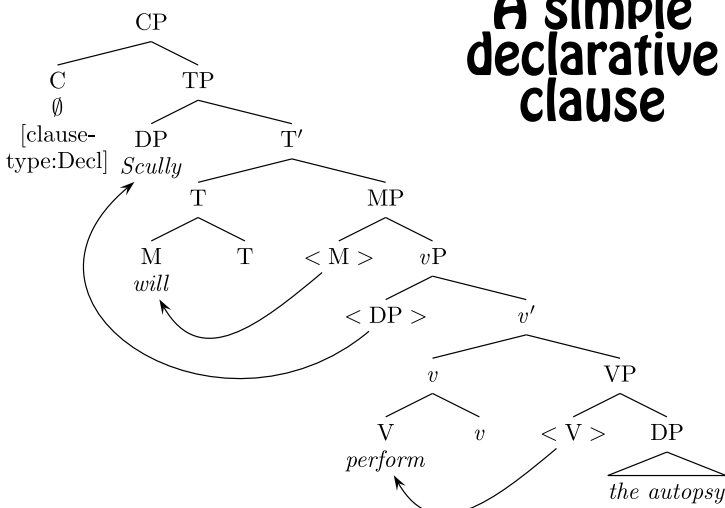 A simple
declarative
clause
CP
C TP
∅
[clause-
type:Decl]
DP T′
Scully
T MP
M T < M > vP
will
< DP > v′
v VP
V v < V > DP
perform
the autopsy